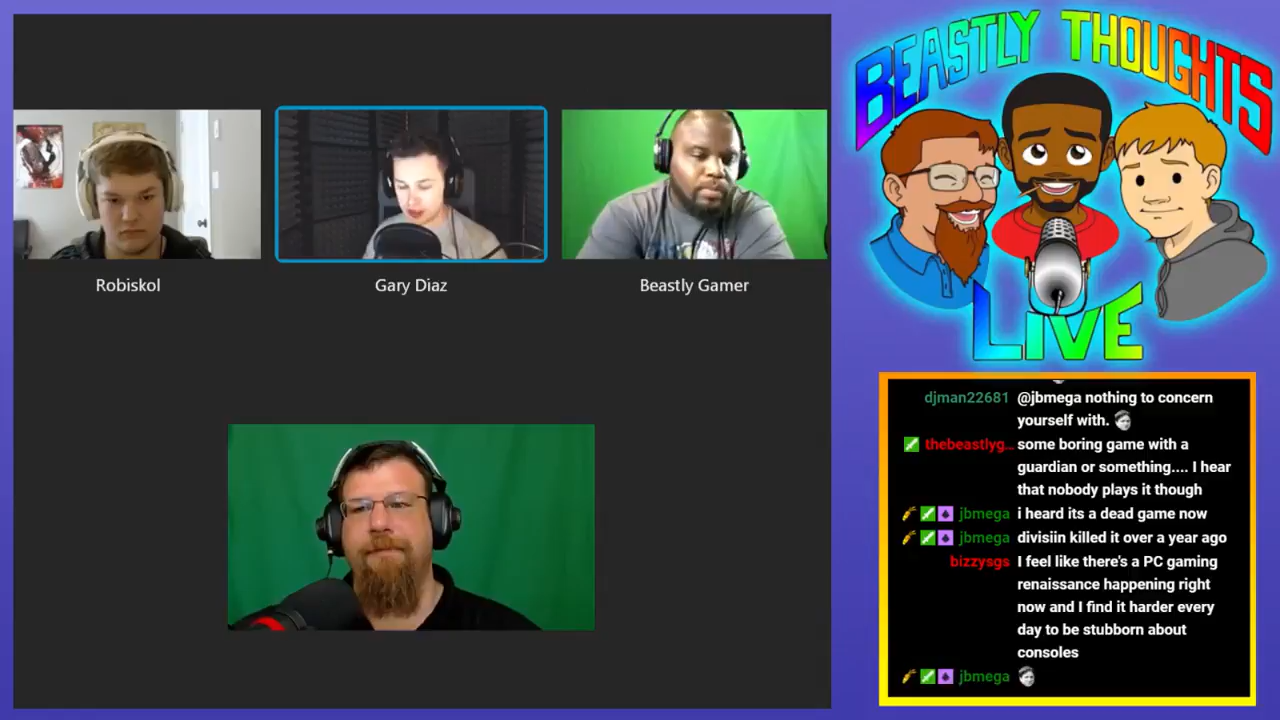 BEASTLY THOUGHTS
LIVE
Robiskol
Gary Diaz
Beastly Gamer
djman22681 @jbmega nothing to concern
yourself with.
thebeastlyg... some boring game with a
guardian or something.... I hear
that nobody plays it though
jbmega i heard its a dead game now
jbmega divisiin killed it over a year ago
bizzysgs I feel like there's a PC gaming
renaissance happening right
now and I find it harder every
day to be stubborn about
consoles
jbmega